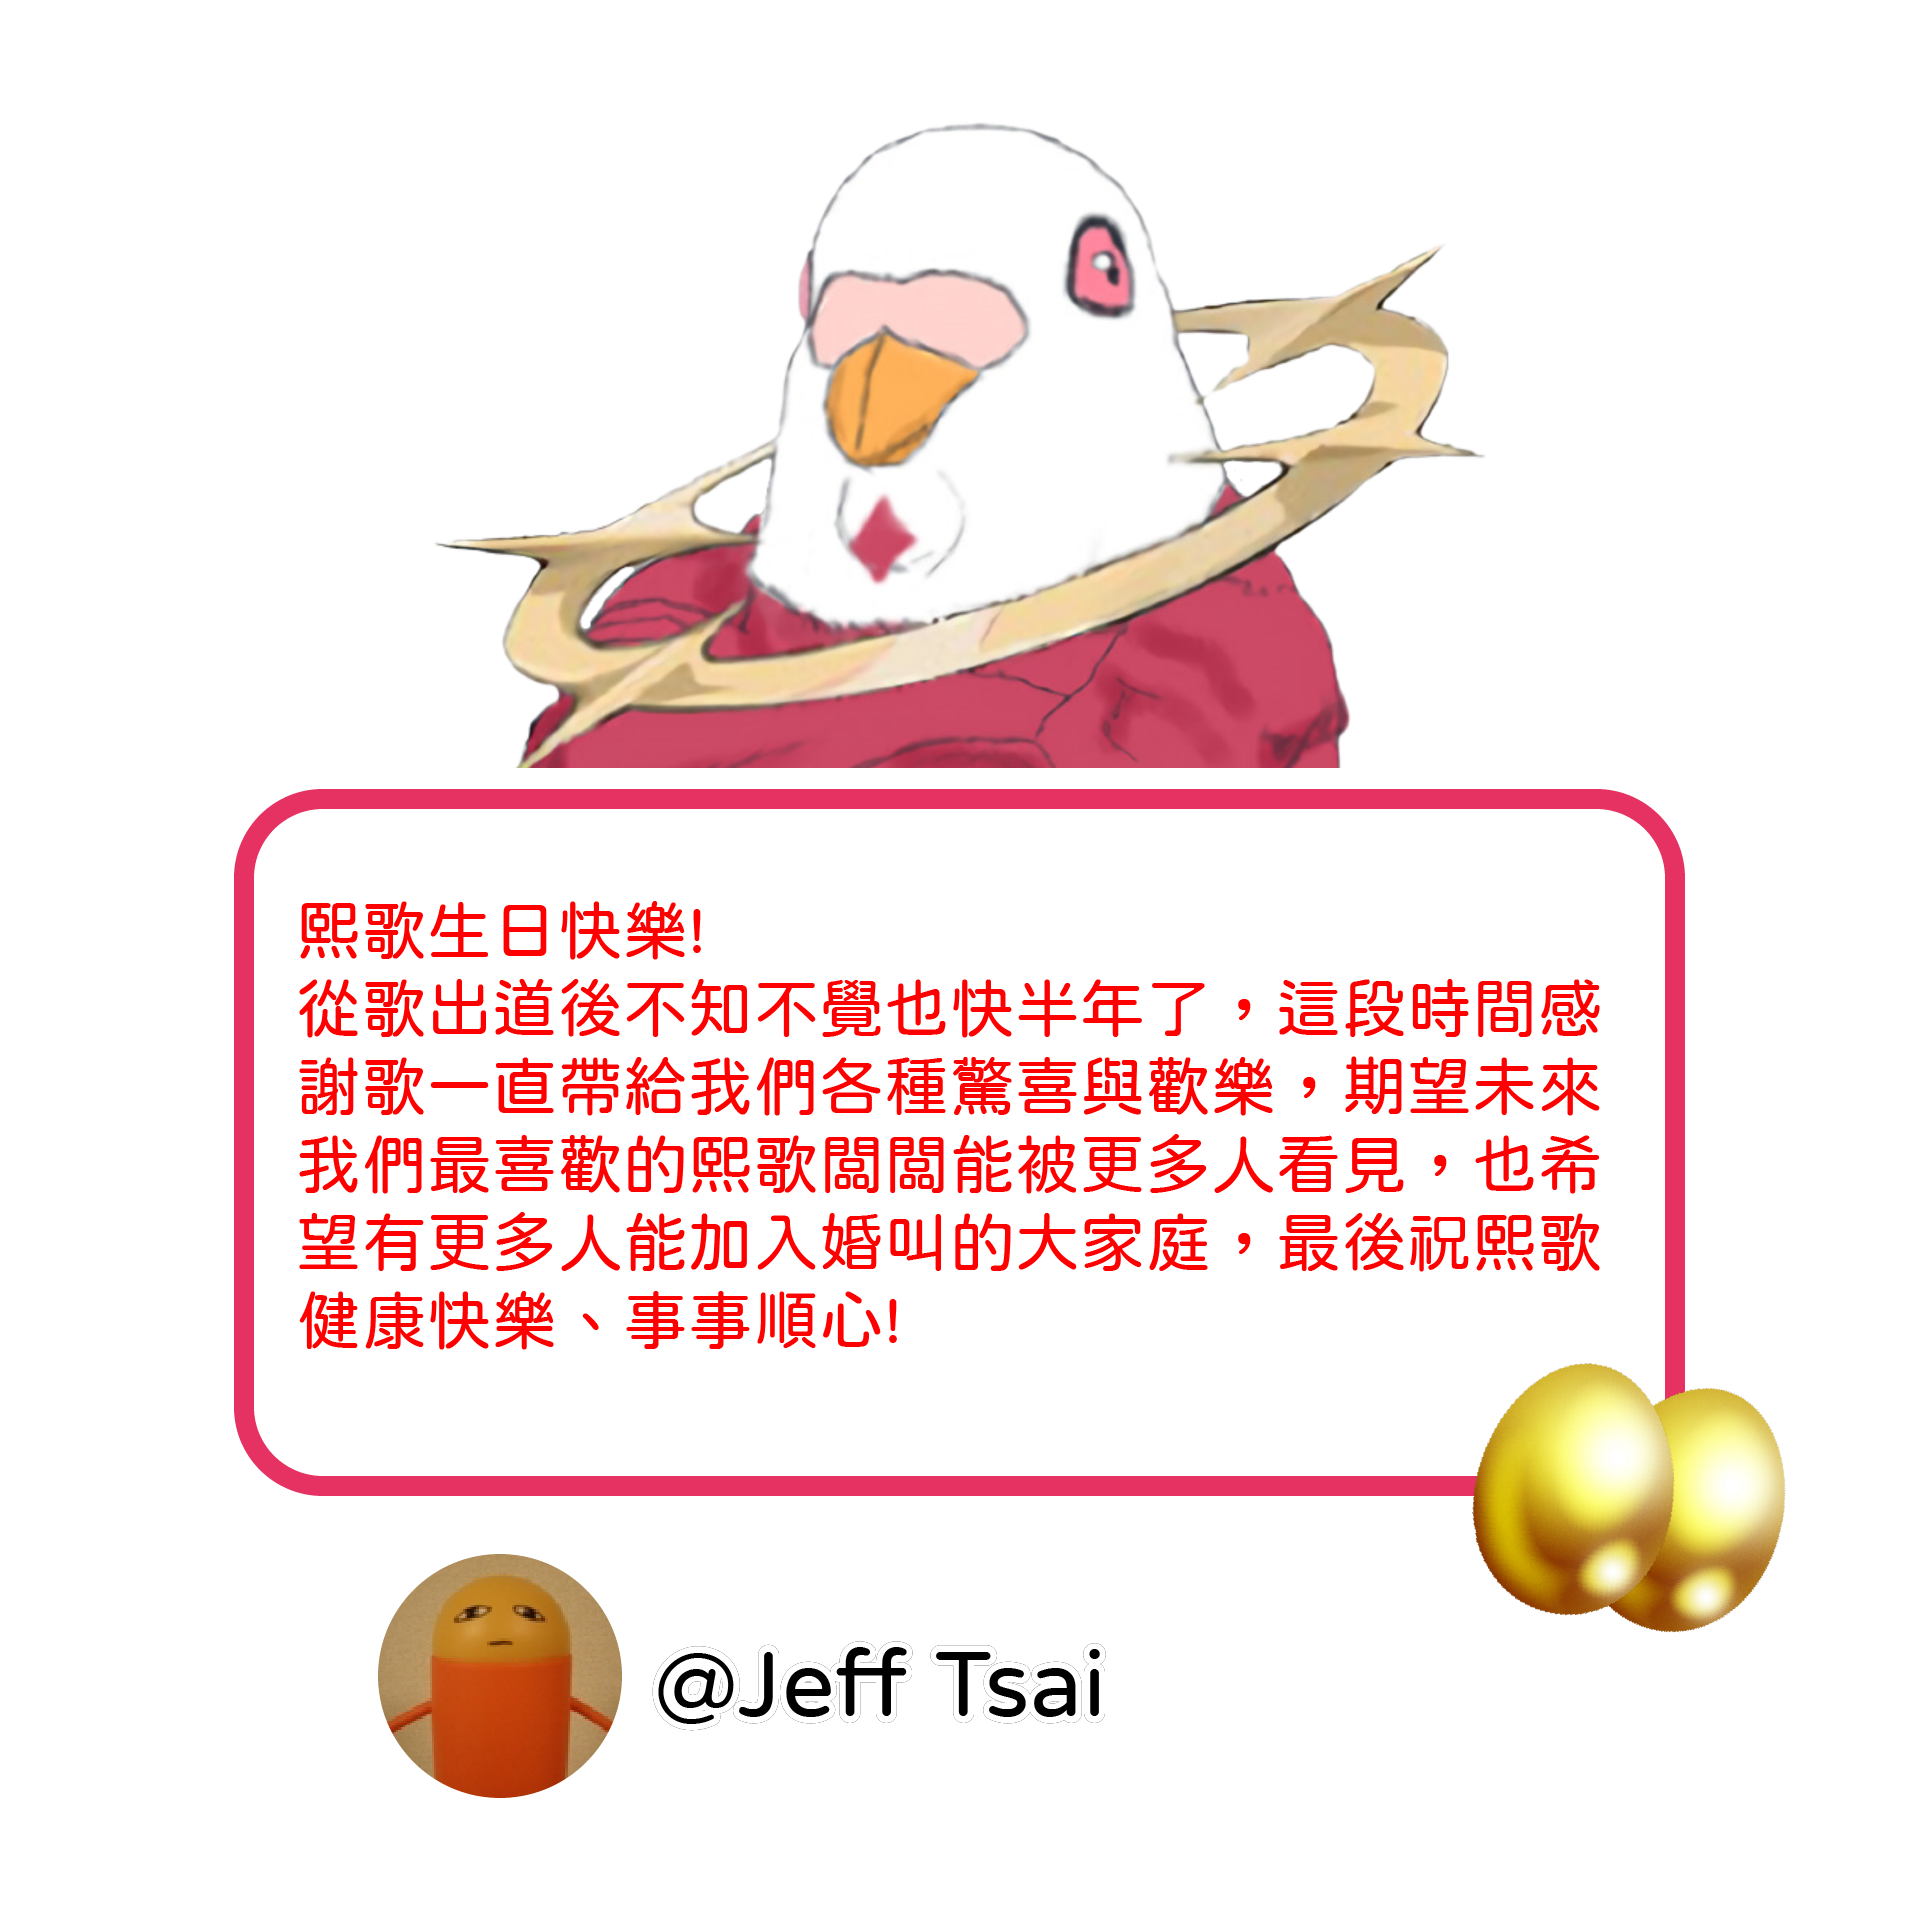 熙歌生日快樂!
從歌出道後不知不覺也快半年了，這段時間感
謝歌一直帶給我們各種驚喜與歡樂，期望未來
我們最喜歡的熙歌闆闆能被更多人看見，也希
望有更多人能加入婚叫的大家庭，最後祝熙歌
健康快樂、事事順心!
@Jeff Tsai